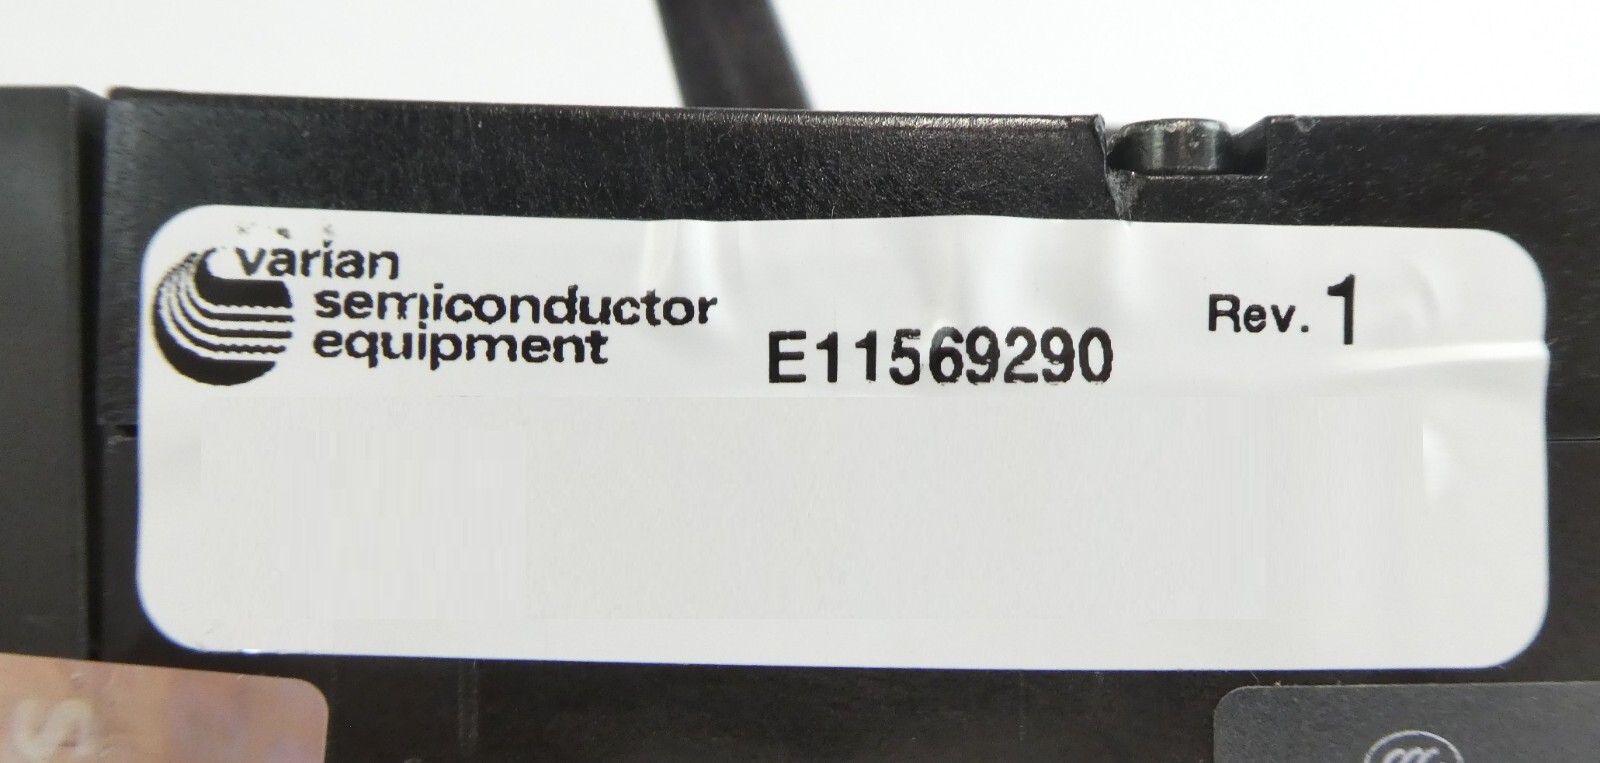 varian
semiconductor
equipment
E11569290
Rev. 1
S